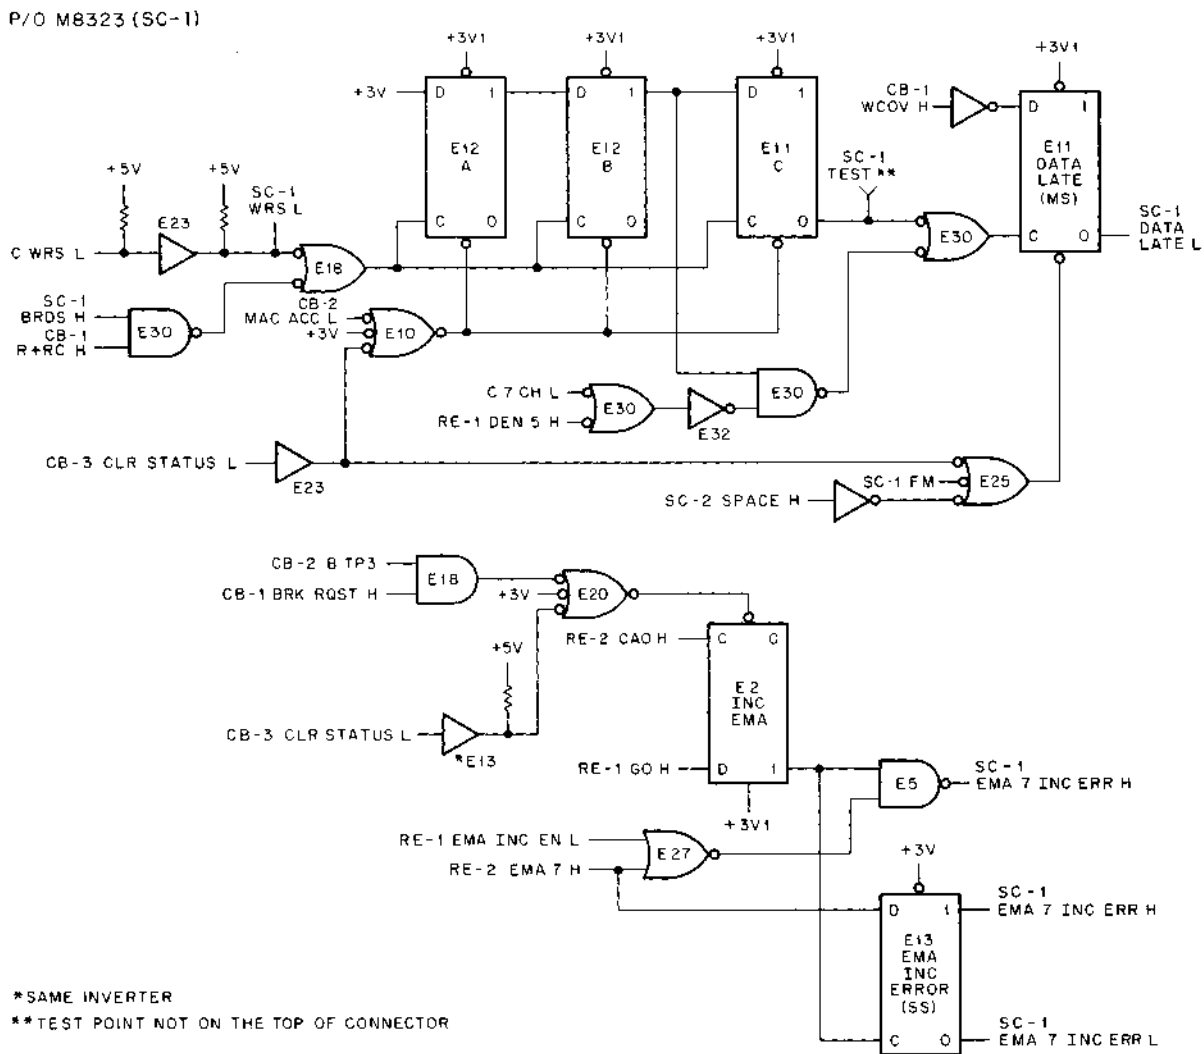 P/O M8323 (SC-1)
+3V1
+3V1
+3V1
+3V1
+3V
D 1
E12
A
C 0
D 1
E12
B
C 0
D 1
E11
C
C 0
CB-1
WCOV H
D 1
E11
DATA
LATE
(MS)
C 0
SC-1
DATA
LATE L
SC-1
TEST **
+5V
+5V
E23
SC-1
WRS L
C WRS L
E18
E30
SC-1
BRDS H
CB-1
R+RC H
E30
CB-2
MAC ACC L
+3V
E10
C 7 CH L
RE-1 DEN 5 H
E30
E32
E30
CB-3 CLR STATUS L
E23
SC-1 FM
SC-2 SPACE H
E25
CB-2 B TP3
CB-1 BRK RQST H
E18
+3V
E20
+5V
CB-3 CLR STATUS L
*E13
RE-2 CAO H
C 0
E2
INC
EMA
RE-1 GO H
D 1
+3V1
E5
SC-1
EMA 7 INC ERR H
RE-1 EMA INC EN L
RE-2 EMA 7 H
E27
+3V
D 1
E13
EMA
INC
ERROR
(SS)
C 0
SC-1
EMA 7 INC ERR H
SC-1
EMA 7 INC ERR L
*SAME INVERTER
**TEST POINT NOT ON THE TOP OF CONNECTOR